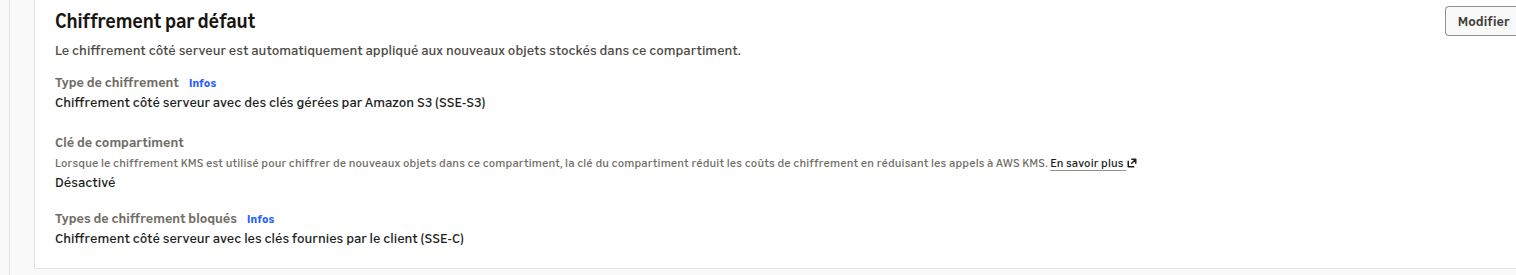 Chiffrement par défaut
Modifier
Le chiffrement côté serveur est automatiquement appliqué aux nouveaux objets stockés dans ce compartiment.
Type de chiffrement Infos
Chiffrement côté serveur avec des clés gérées par Amazon S3 (SSE-S3)
Clé de compartiment
Lorsque le chiffrement KMS est utilisé pour chiffrer de nouveaux objets dans ce compartiment, la clé du compartiment réduit les coûts de chiffrement en réduisant les appels à AWS KMS. En savoir plus
Désactivé
Types de chiffrement bloqués Infos
Chiffrement côté serveur avec les clés fournies par le client (SSE-C)